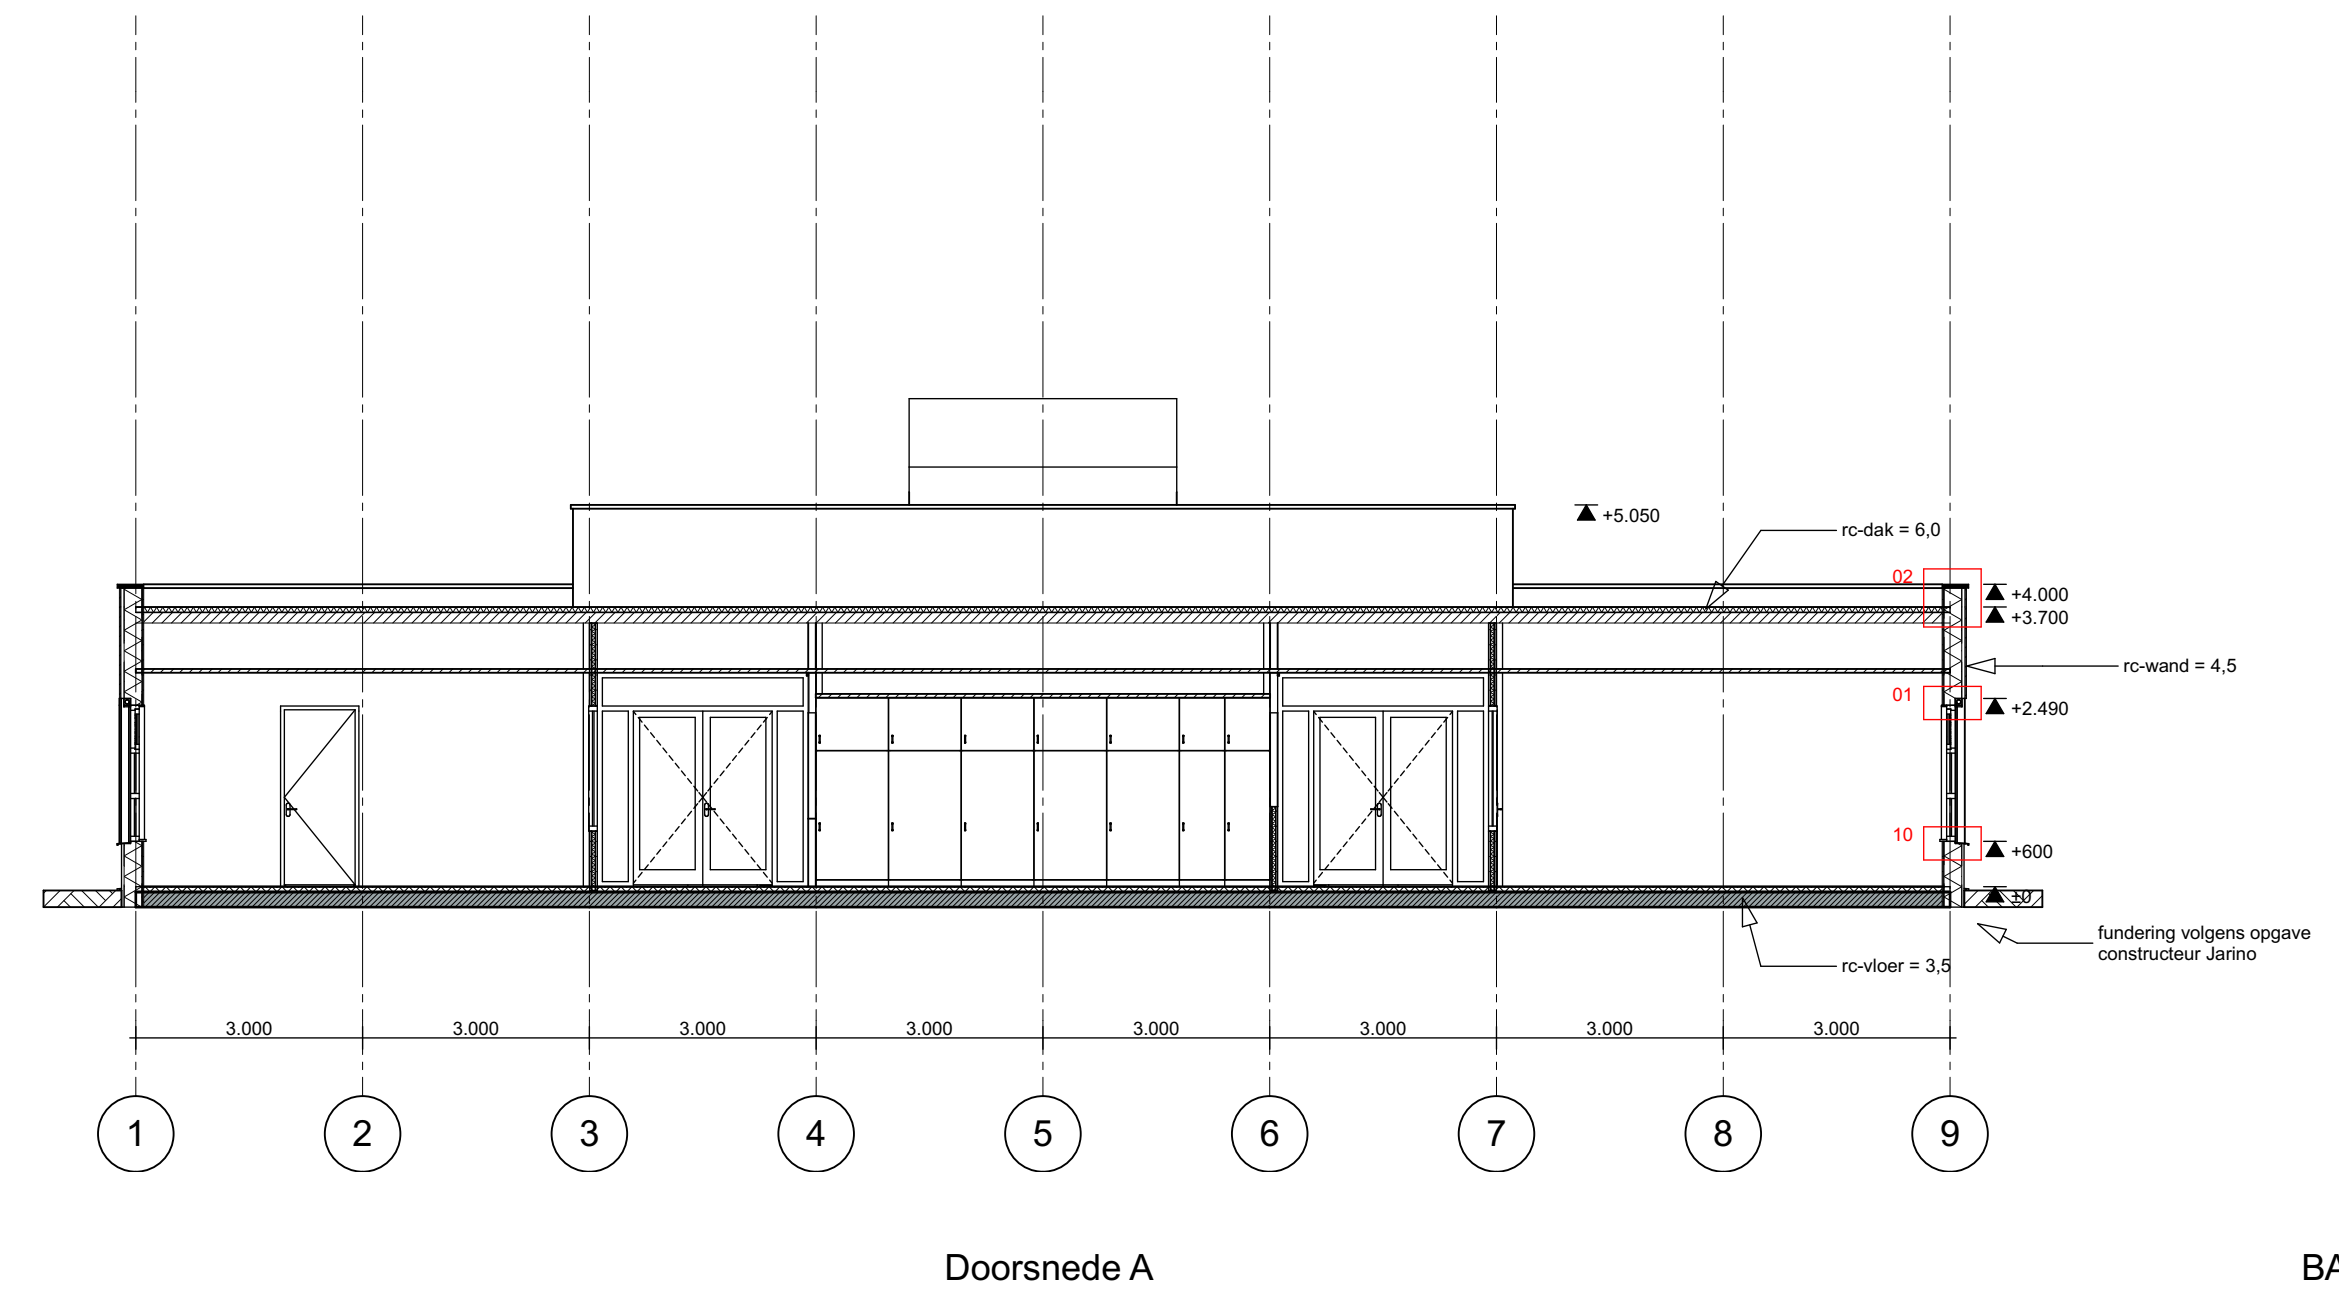 +5.050
rc-dak = 6,0
02
+4.000
+3.700
rc-wand = 4,5
01
+2.490
10
+600
±0
fundering volgens opgave
constructeur Jarino
rc-vloer = 3,5
3.000 3.000 3.000 3.000 3.000 3.000 3.000 3.000
1 2 3 4 5 6 7 8 9
Doorsnede A
BA